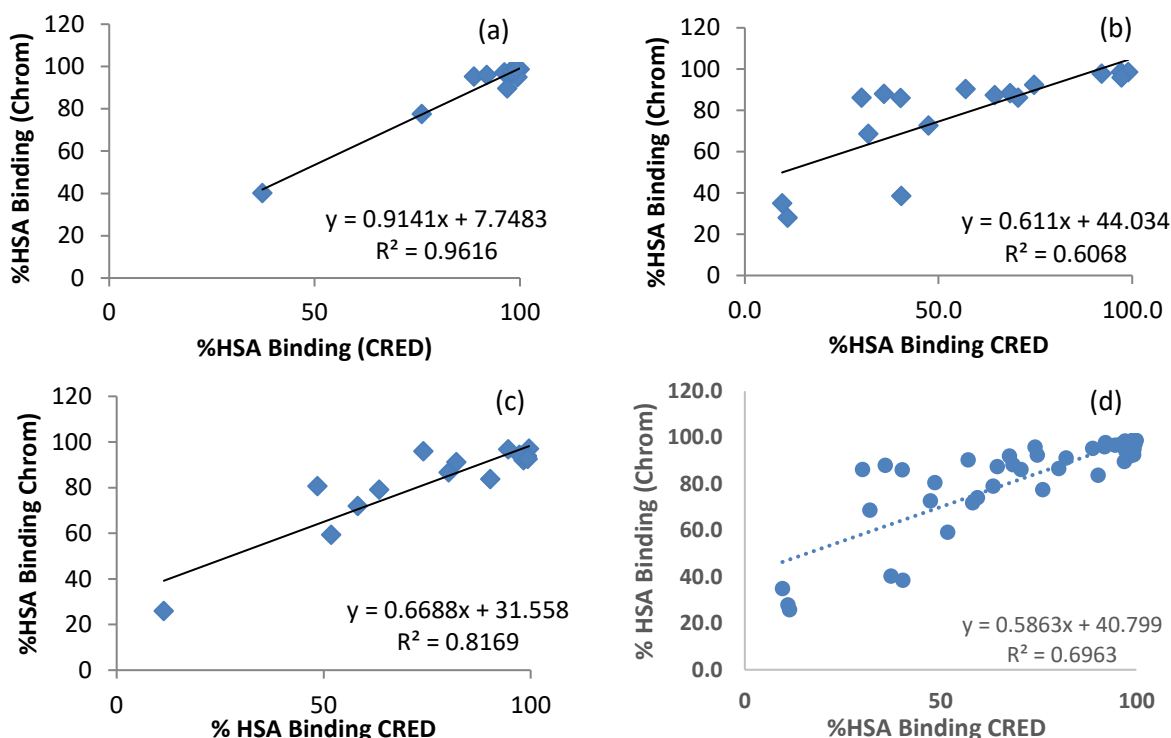 (a)
%HSA Binding (Chrom)
120
100
80
60
40
20
0
y = 0.9141x + 7.7483
R² = 0.9616
0
50
100
%HSA Binding (CRED)
(b)
%HSA Binding (Chrom)
120
100
80
60
40
20
0
y = 0.611x + 44.034
R² = 0.6068
0.0
50.0
100.0
%HSA Binding CRED
(c)
%HSA Binding Chrom)
120
100
80
60
40
20
0
y = 0.6688x + 31.558
R² = 0.8169
0
50
100
% HSA Binding CRED
(d)
% HSA Binding (Chrom)
120.0
100.0
80.0
60.0
40.0
20.0
0.0
y = 0.5863x + 40.799
R² = 0.6963
0
50
100
%HSA Binding CRED